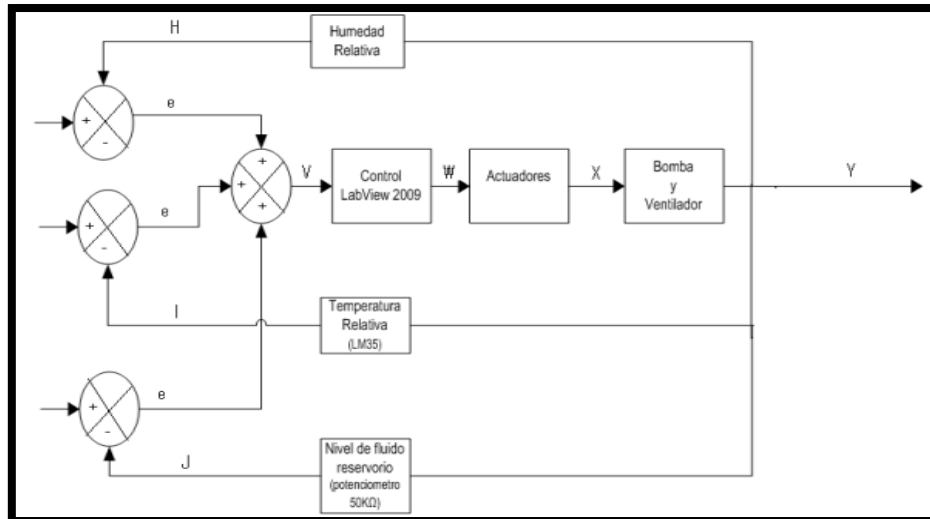 H
Humedad
Relativa
e
+
-
+
+
+
V
Control
LabView 2009
W
Actuadores
X
Bomba
y
Ventilador
Y
e
+
-
I
Temperatura
Relativa
(LM35)
e
+
-
J
Nivel de fluido
reservorio
(potenciometro
50KΩ)